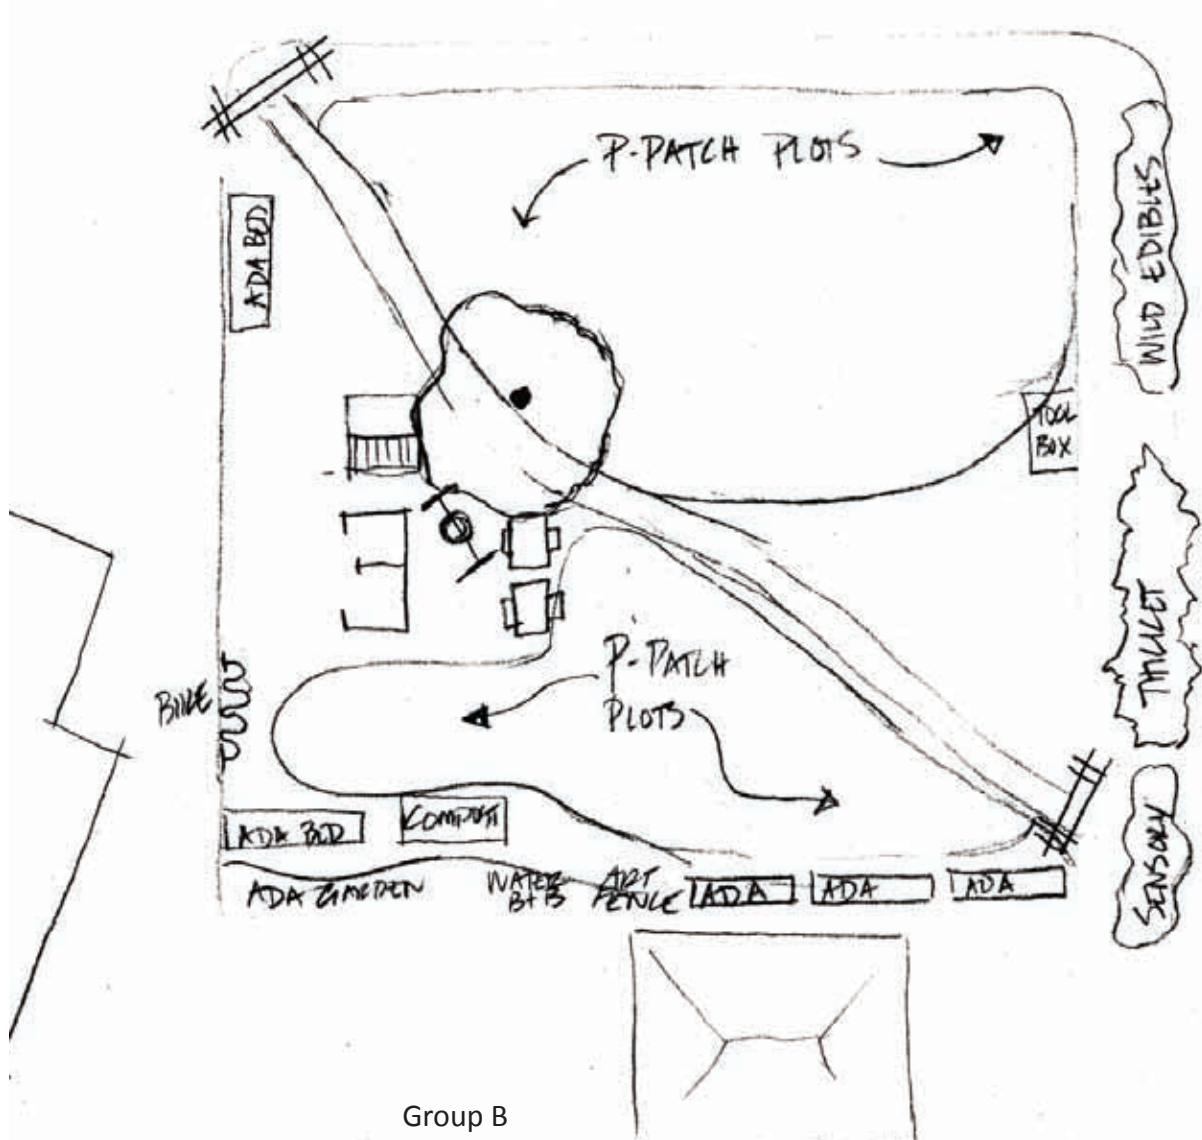 P-PATCH PLOTS
WILD EDIBLES
ADA BED
TOOL
BOX
THICKET
P-PATCH
PLOTS
BIKE
ADA BED
COMPOST
SENSORY
ADA GARDEN
WATER
B+B
ART
FENCE
ADA
ADA
ADA
Group B